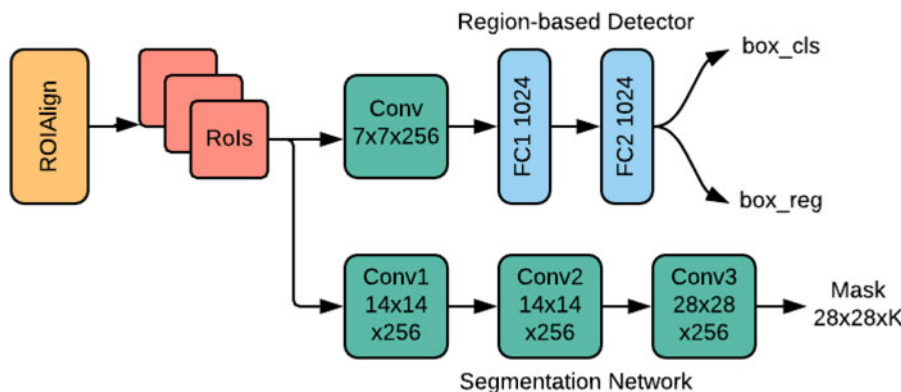 Region-based Detector
ROIAlign
RoIs
Conv
7x7x256
FC1 1024
FC2 1024
box_cls
box_reg
Conv1
14x14
x256
Conv2
14x14
x256
Conv3
28x28
x256
Mask
28x28xK
Segmentation Network